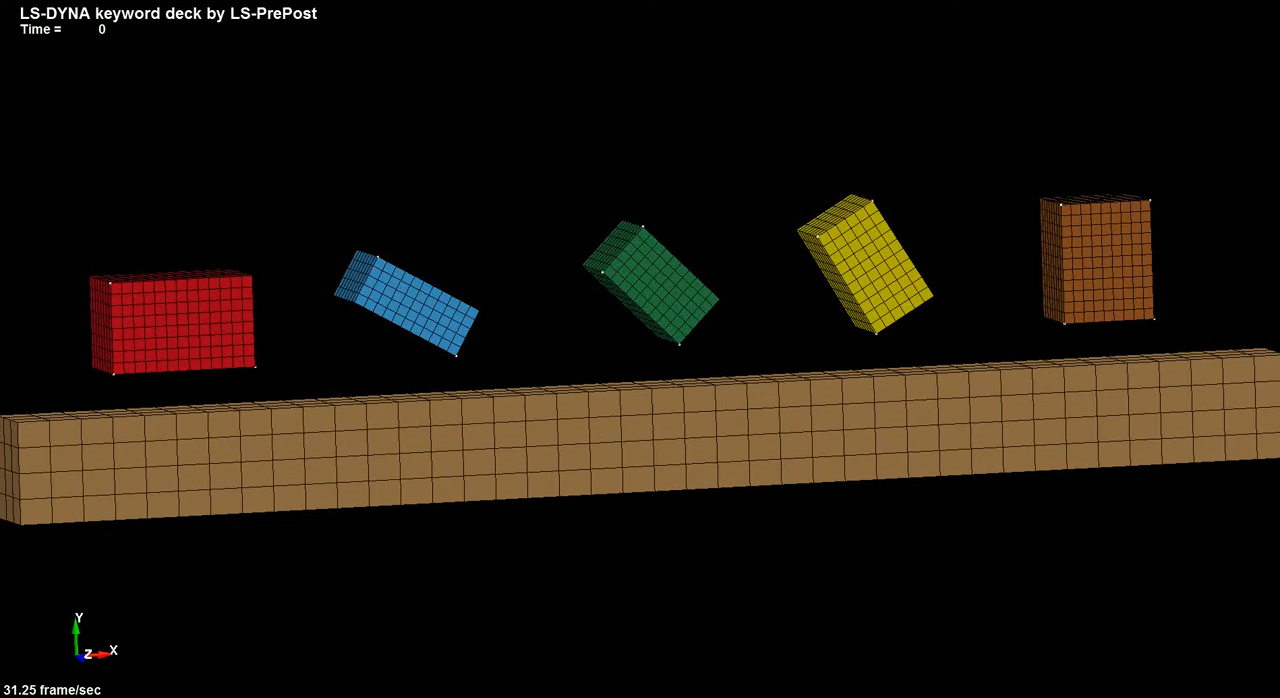 LS-DYNA keyword deck by LS-PrePost
Time = 0
Y
Z X
31.25 frame/sec